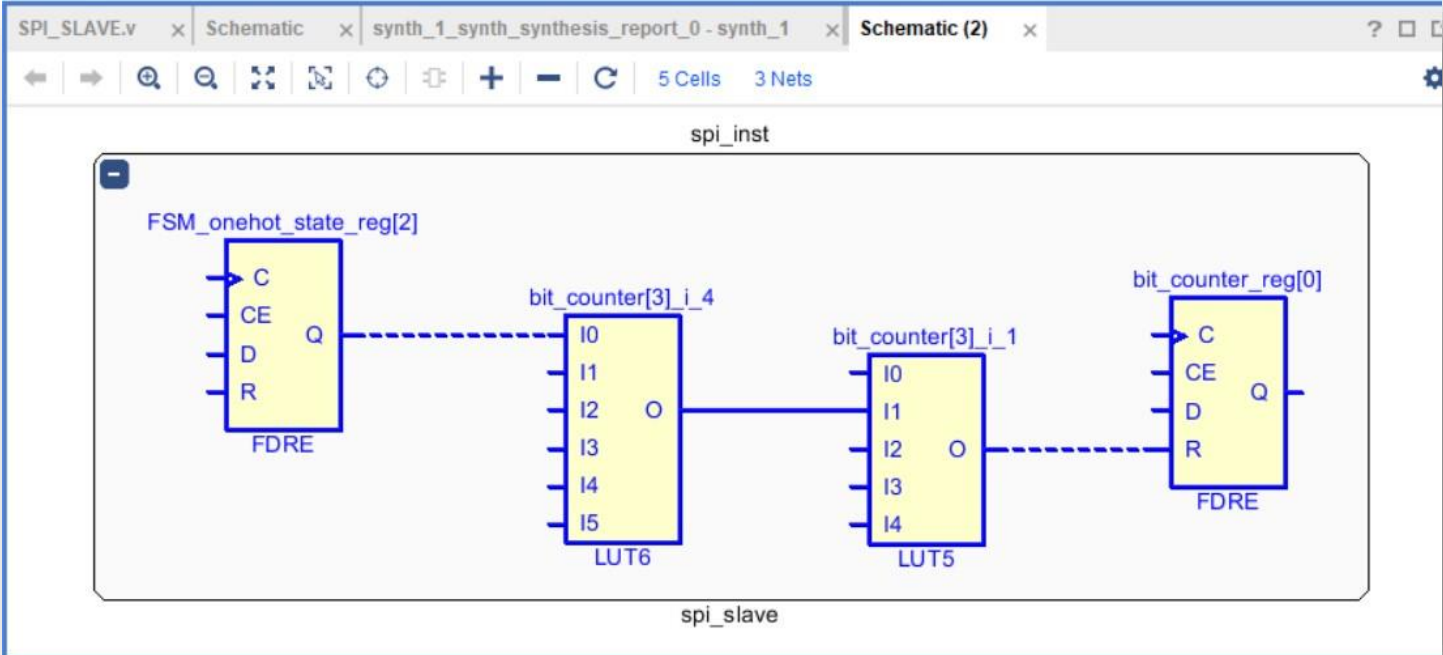 SPI_SLAVE.v × Schematic × synth_1_synth_synthesis_report_0 - synth_1 × Schematic (2) × ?
5 Cells 3 Nets
spi_inst
FSM_onehot_state_reg[2]
C
CE
D
R
Q
FDRE
bit_counter[3]_i_4
I0
I1
I2
I3
I4
I5
O
LUT6
bit_counter[3]_i_1
I0
I1
I2
I3
I4
O
LUT5
bit_counter_reg[0]
C
CE
D
R
Q
FDRE
spi_slave